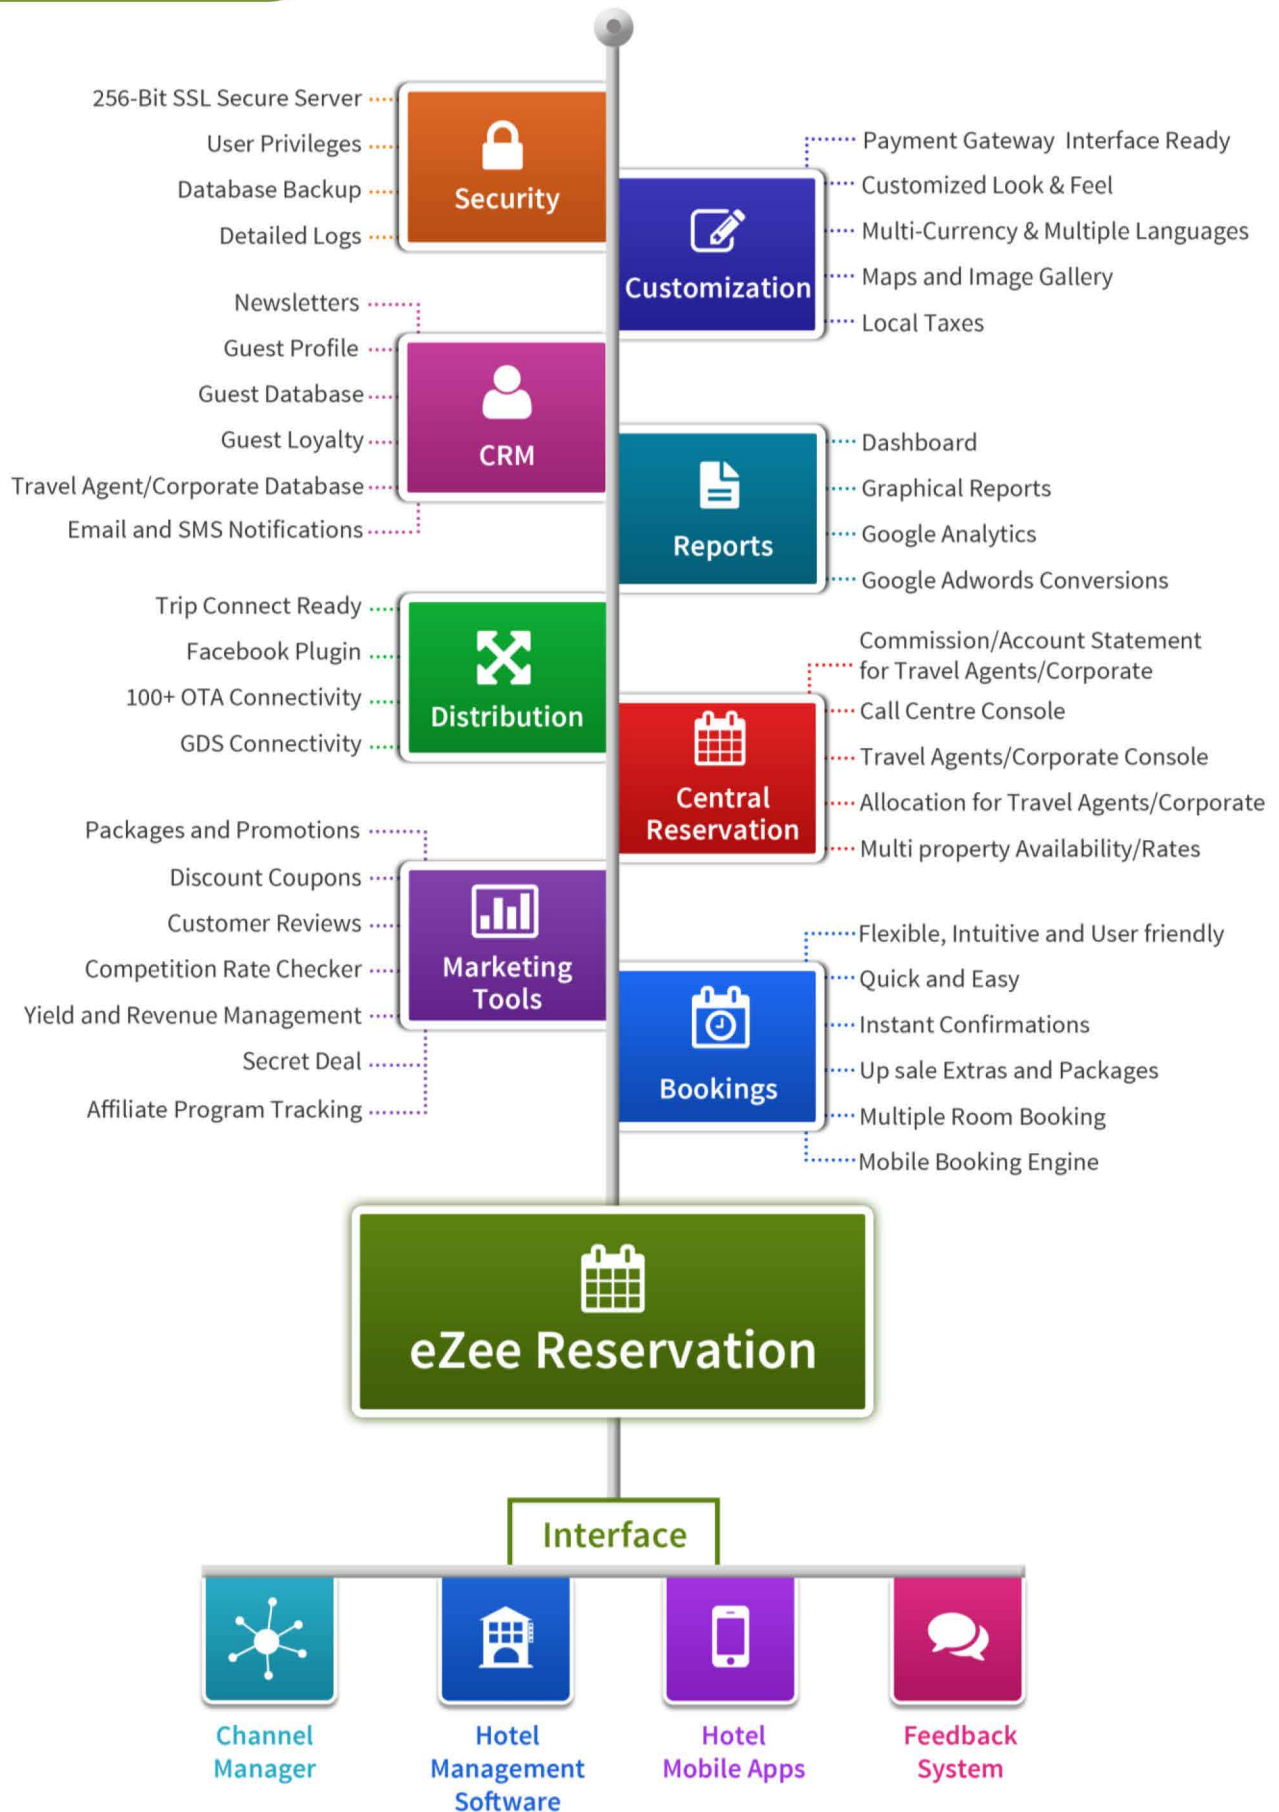 256-Bit SSL Secure Server
User Privileges
Database Backup
Detailed Logs
Security
Payment Gateway Interface Ready
Customized Look & Feel
Multi-Currency & Multiple Languages
Maps and Image Gallery
Local Taxes
Customization
Newsletters
Guest Profile
Guest Database
Guest Loyalty
Travel Agent/Corporate Database
Email and SMS Notifications
CRM
Dashboard
Graphical Reports
Google Analytics
Google Adwords Conversions
Reports
Trip Connect Ready
Facebook Plugin
100+ OTA Connectivity
GDS Connectivity
Distribution
Commission/Account Statement
for Travel Agents/Corporate
Call Centre Console
Travel Agents/Corporate Console
Allocation for Travel Agents/Corporate
Multi property Availability/Rates
Central
Reservation
Packages and Promotions
Discount Coupons
Customer Reviews
Competition Rate Checker
Yield and Revenue Management
Secret Deal
Affiliate Program Tracking
Marketing
Tools
Flexible, Intuitive and User friendly
Quick and Easy
Instant Confirmations
Up sale Extras and Packages
Multiple Room Booking
Mobile Booking Engine
Bookings
eZee Reservation
Interface
Channel
Manager
Hotel
Management
Software
Hotel
Mobile Apps
Feedback
System